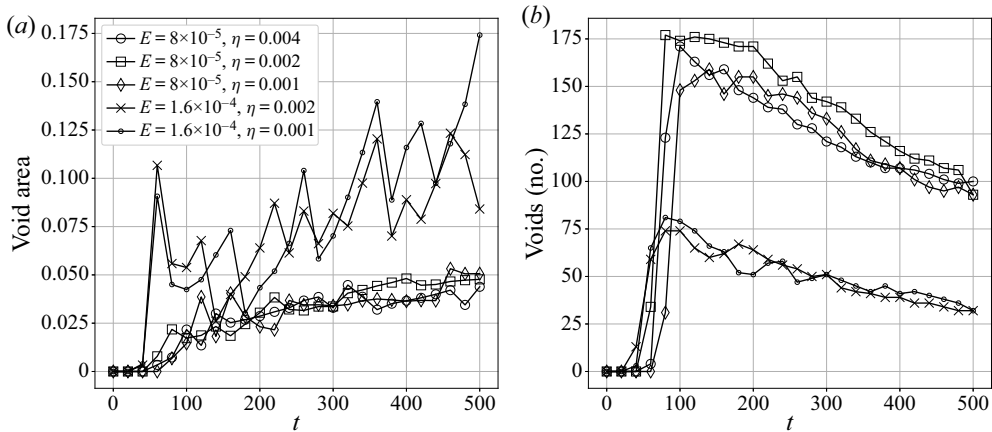 (a)
Void area
0.175
0.150
0.125
0.100
0.075
0.050
0.025
0
E = 8×10⁻⁵, η = 0.004
E = 8×10⁻⁵, η = 0.002
E = 8×10⁻⁵, η = 0.001
E = 1.6×10⁻⁴, η = 0.002
E = 1.6×10⁻⁴, η = 0.001
0 100 200 300 400 500
t
(b)
Voids (no.)
175
150
125
100
75
50
25
0
0 100 200 300 400 500
t